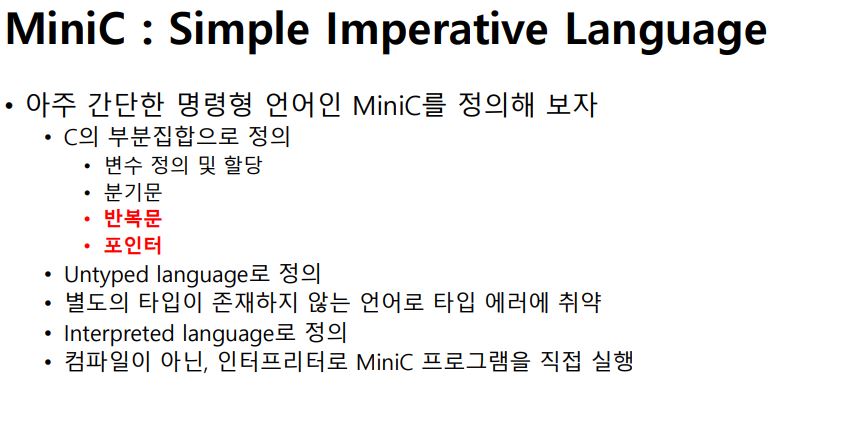 MiniC : Simple Imperative Language
• 아주 간단한 명령형 언어인 MiniC를 정의해 보자
• C의 부분집합으로 정의
• 변수 정의 및 할당
• 분기문
• 반복문
• 포인터
• Untyped language로 정의
• 별도의 타입이 존재하지 않는 언어로 타입 에러에 취약
• Interpreted language로 정의
• 컴파일이 아닌, 인터프리터로 MiniC 프로그램을 직접 실행